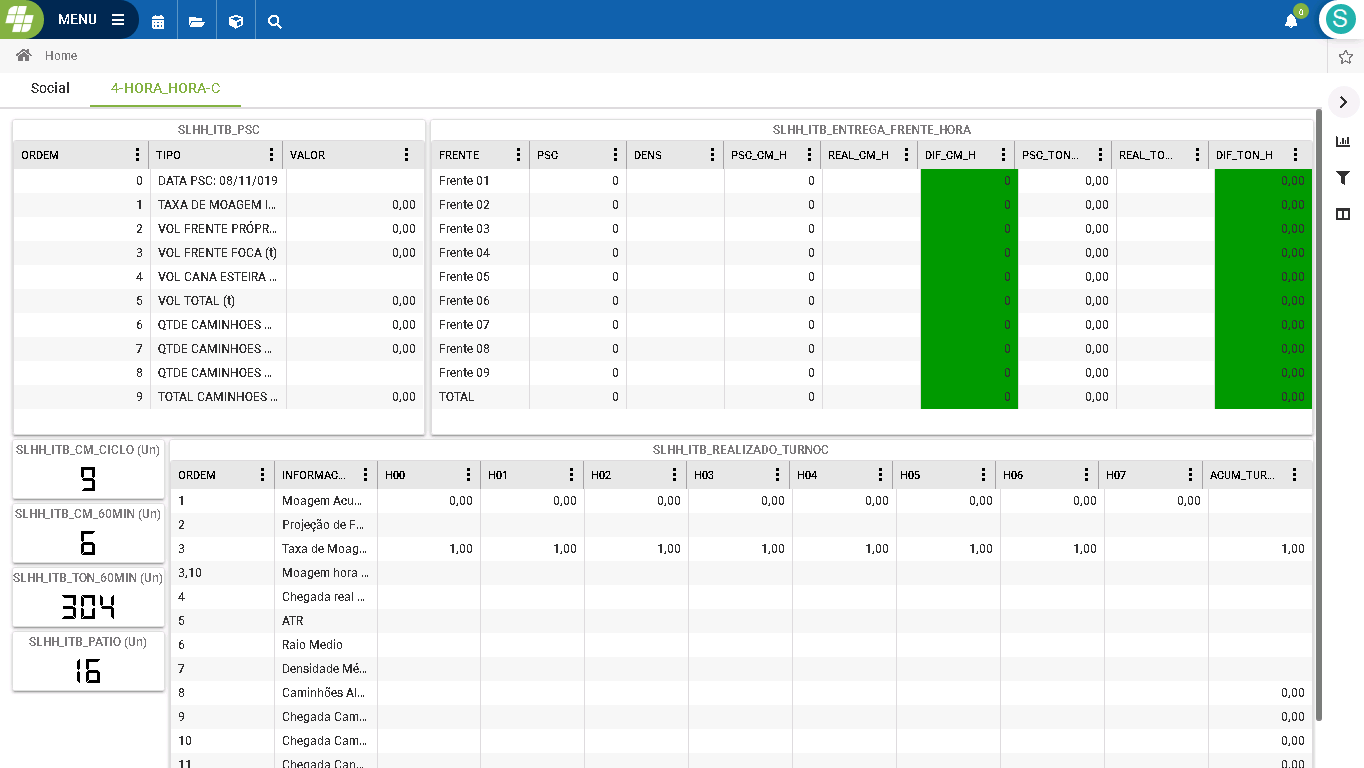 MENU
0
S
Home
Social 4-HORA_HORA-C
SLHH_ITB_PSC
ORDEM TIPO VALOR
0 DATA PSC: 08/11/019
1 TAXA DE MOAGEM I... 0,00
2 VOL FRENTE PRÓPR... 0,00
3 VOL FRENTE FOCA (t) 0,00
4 VOL CANA ESTEIRA ...
5 VOL TOTAL (t) 0,00
6 QTDE CAMINHOES ... 0,00
7 QTDE CAMINHOES ... 0,00
8 QTDE CAMINHOES ...
9 TOTAL CAMINHOES ... 0,00
SLHH_ITB_ENTREGA_FRENTE_HORA
FRENTE PSC DENS PSC_CM_H REAL_CM_H DIF_CM_H PSC_TON... REAL_TO... DIF_TON_H
Frente 01 0 0 0 0,00 0,00
Frente 02 0 0 0 0,00 0,00
Frente 03 0 0 0 0,00 0,00
Frente 04 0 0 0 0,00 0,00
Frente 05 0 0 0 0,00 0,00
Frente 06 0 0 0 0,00 0,00
Frente 07 0 0 0 0,00 0,00
Frente 08 0 0 0 0,00 0,00
Frente 09 0 0 0 0,00 0,00
TOTAL 0 0 0 0,00 0,00
SLHH_ITB_CM_CICLO (Un)
9
SLHH_ITB_CM_60MIN (Un)
6
SLHH_ITB_TON_60MIN (Un)
304
SLHH_ITB_PATIO (Un)
16
SLHH_ITB_REALIZADO_TURNOC
ORDEM INFORMAC... H00 H01 H02 H03 H04 H05 H06 H07 ACUM_TUR...
1 Moagem Acu... 0,00 0,00 0,00 0,00 0,00 0,00 0,00 0,00
2 Projeção de F...
3 Taxa de Moag... 1,00 1,00 1,00 1,00 1,00 1,00 1,00 1,00
3,10 Moagem hora ...
4 Chegada real ...
5 ATR
6 Raio Medio
7 Densidade Mé...
8 Caminhões Al... 0,00
9 Chegada Cam... 0,00
10 Chegada Cam... 0,00
11 Chegada Can... 0,00